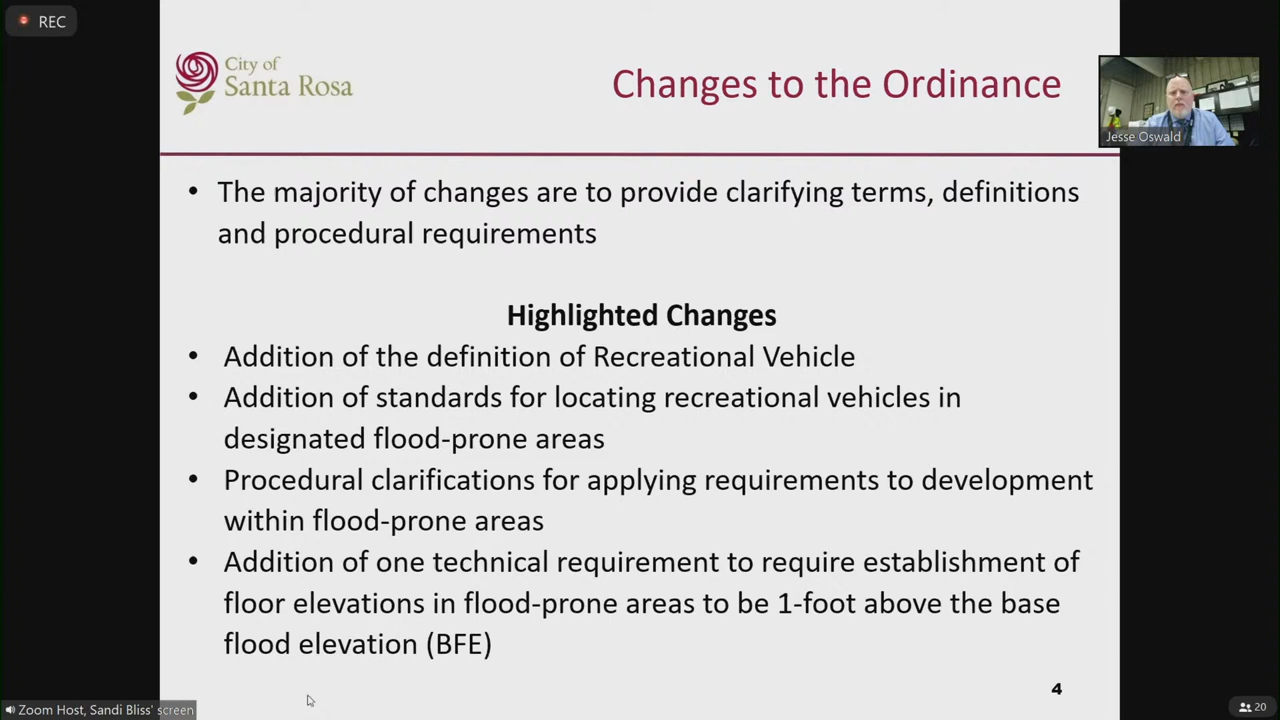 REC
City of
Santa Rosa
Changes to the Ordinance
Jesse Oswald
• The majority of changes are to provide clarifying terms, definitions
and procedural requirements
Highlighted Changes
• Addition of the definition of Recreational Vehicle
• Addition of standards for locating recreational vehicles in
designated flood-prone areas
• Procedural clarifications for applying requirements to development
within flood-prone areas
• Addition of one technical requirement to require establishment of
floor elevations in flood-prone areas to be 1-foot above the base
flood elevation (BFE)
4
Zoom Host, Sandi Bliss' screen
20